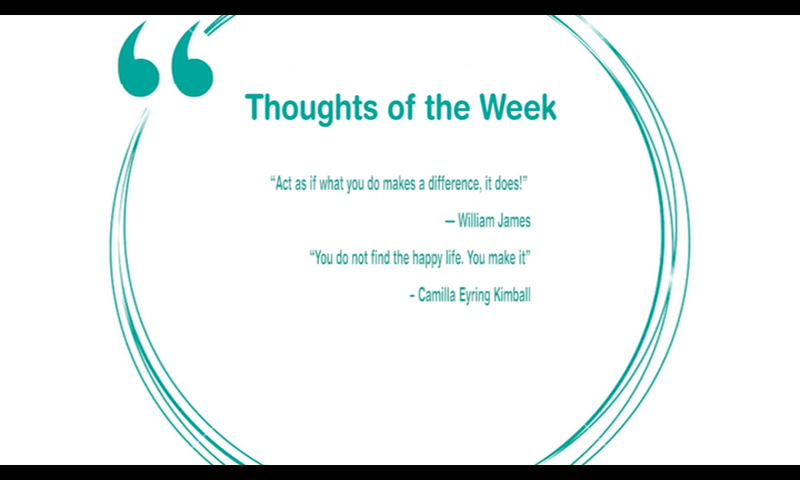 Thoughts of the Week
“Act as if what you do makes a difference, it does!”
— William James
“You do not find the happy life. You make it”
- Camilla Eyring Kimball